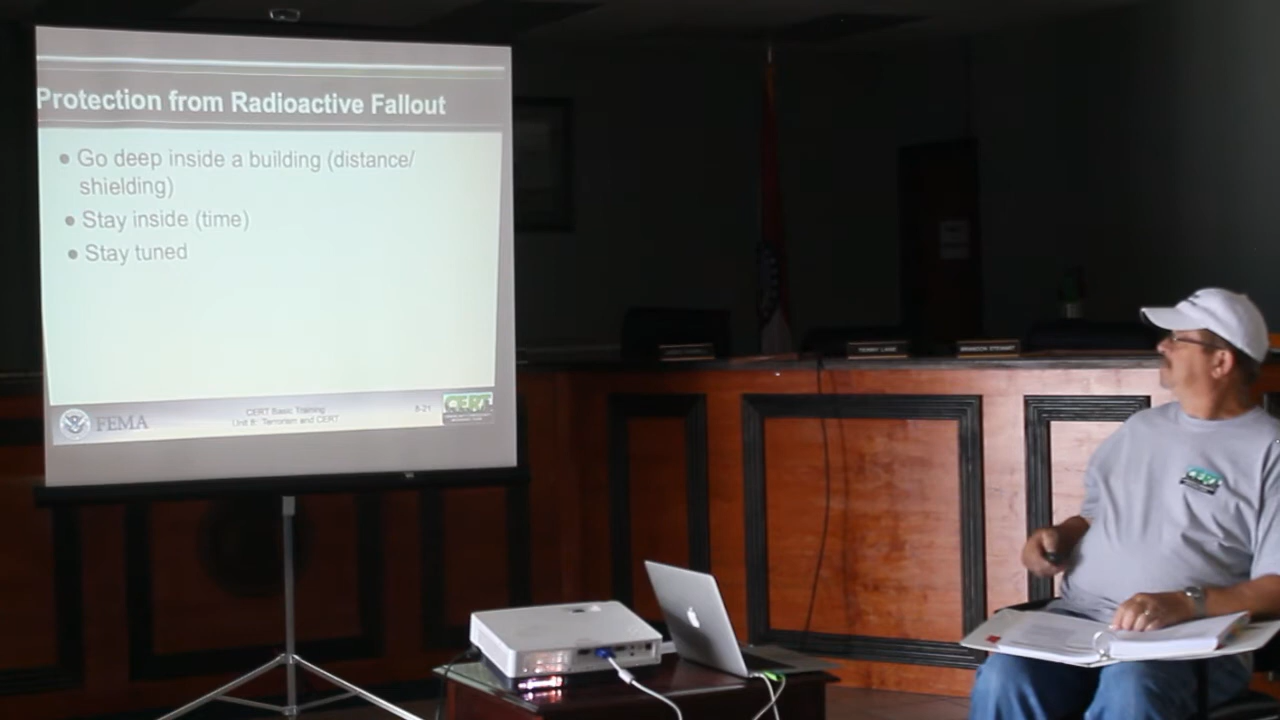 Protection from Radioactive Fallout
● Go deep inside a building (distance/
shielding)
● Stay inside (time)
● Stay tuned
FEMA
CERT Basic Training
Unit 8: Terrorism and CERT
8-21
CERT